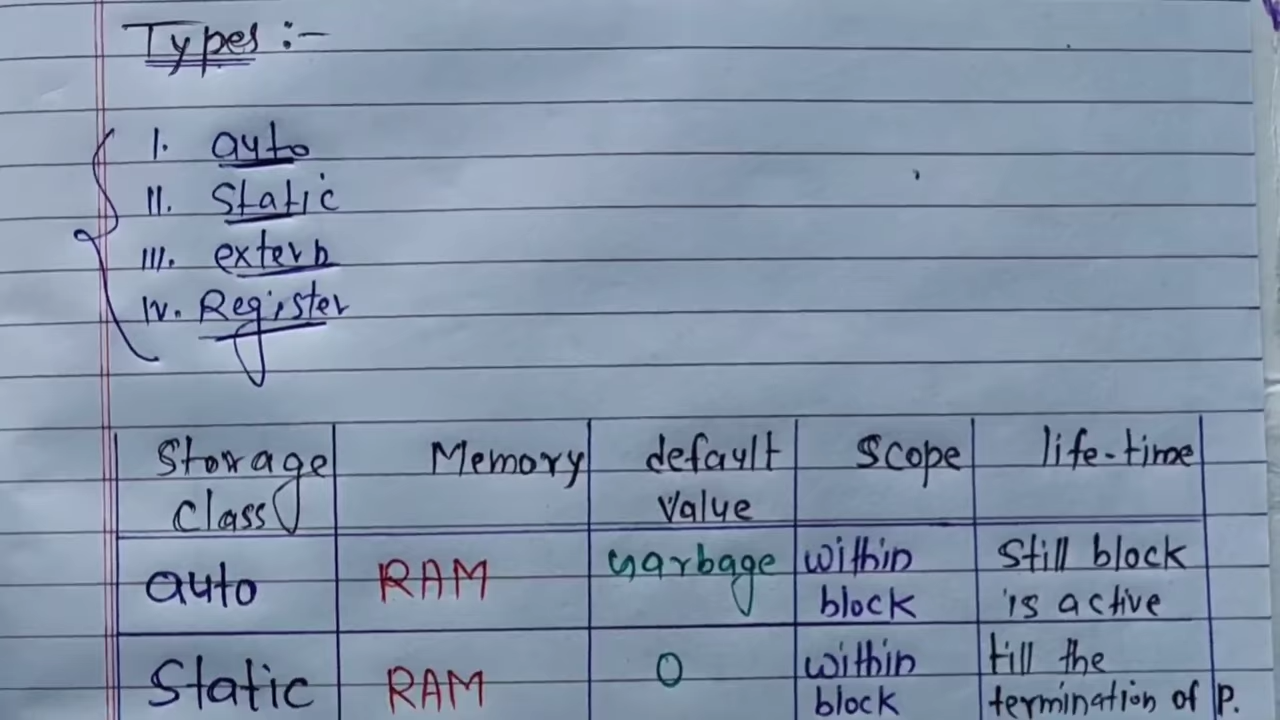 Types :-
I. auto
II. Static
III. extern
IV. Register
Storage Class Memory default Value Scope life-time
auto RAM garbage within block Still block is active
Static RAM 0 within block till the termination of P.